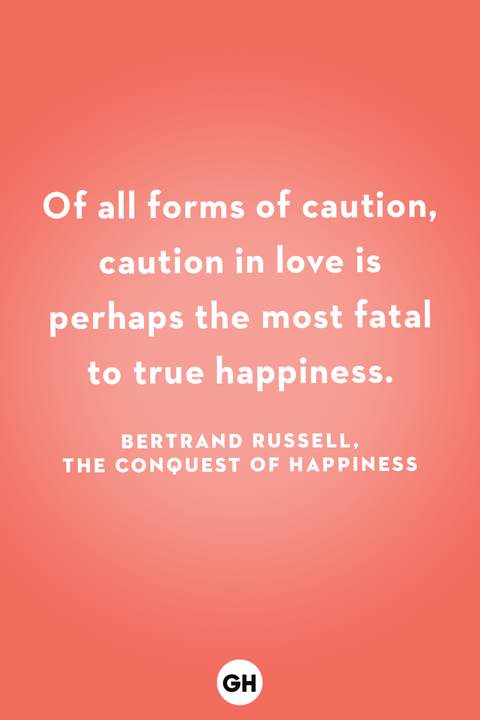 Of all forms of caution,
caution in love is
perhaps the most fatal
to true happiness.
BERTRAND RUSSELL,
THE CONQUEST OF HAPPINESS
GH